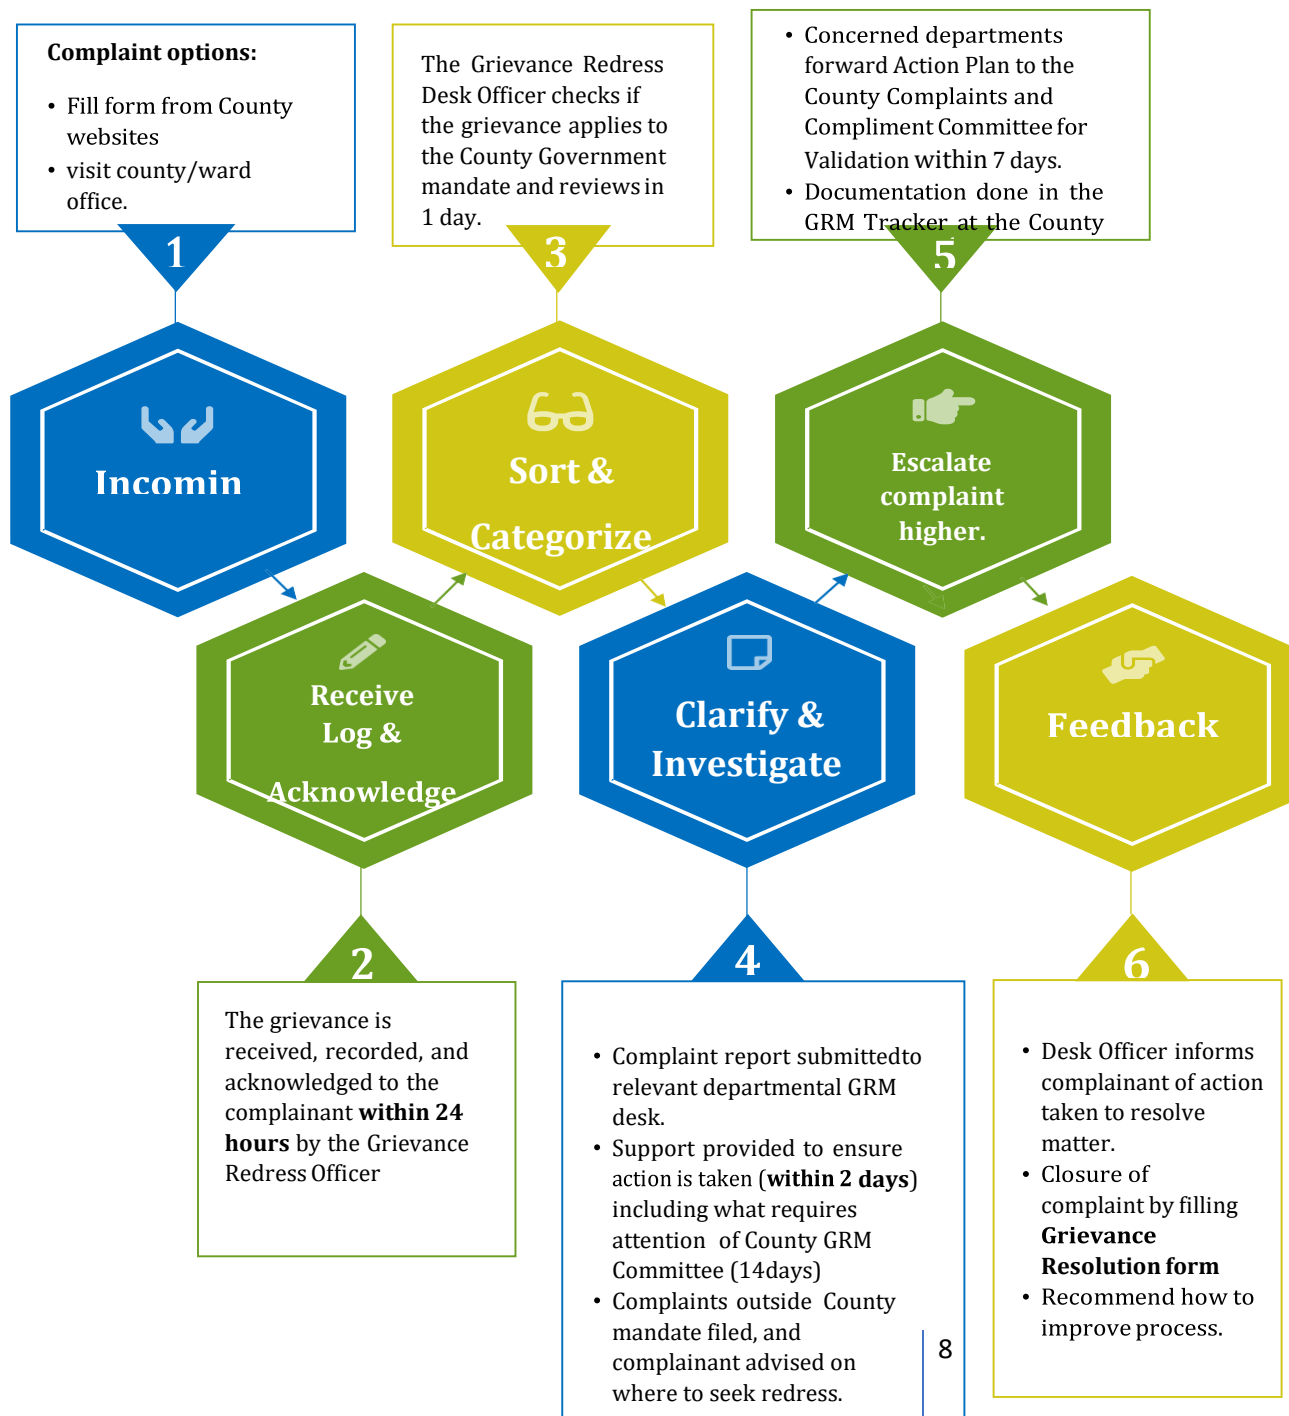 Complaint options:
• Fill form from County
websites
• visit county/ward
office.
1
Incomin
2
Receive
Log &
Acknowledge
The grievance is
received, recorded, and
acknowledged to the
complainant within 24
hours by the Grievance
Redress Officer
The Grievance Redress
Desk Officer checks if
the grievance applies to
the County Government
mandate and reviews in
1 day.
3
Sort &
Categorize
Clarify &
Investigate
4
• Complaint report submittedto
relevant departmental GRM
desk.
• Support provided to ensure
action is taken (within 2 days)
including what requires
attention of County GRM
Committee (14days)
• Complaints outside County
mandate filed, and
complainant advised on
where to seek redress.
• Concerned departments
forward Action Plan to the
County Complaints and
Compliment Committee for
Validation within 7 days.
• Documentation done in the
GRM Tracker at the County
5
Escalate
complaint
higher.
Feedback
6
• Desk Officer informs
complainant of action
taken to resolve
matter.
• Closure of
complaint by filling
Grievance
Resolution form
• Recommend how to
improve process.
8